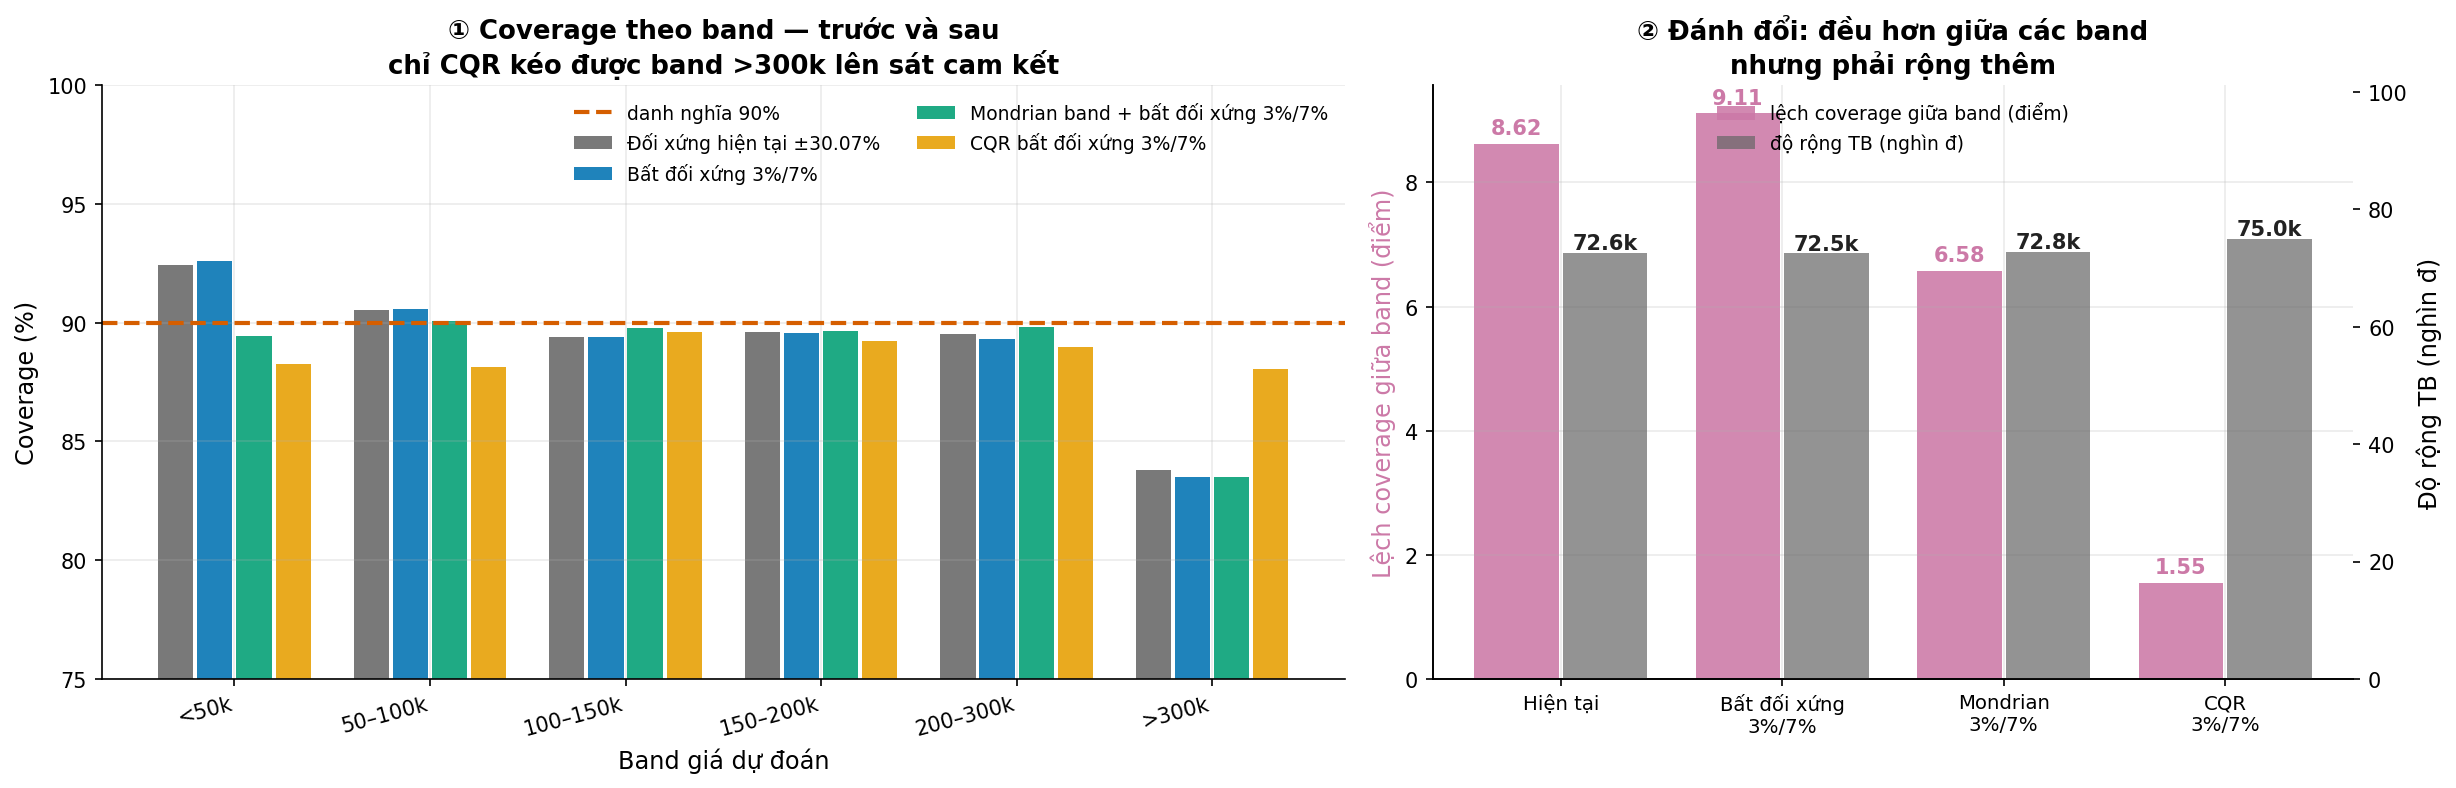 ① Coverage theo band — trước và sau
chỉ CQR kéo được band >300k lên sát cam kết
100
95
90
85
80
75
Coverage (%)
danh nghĩa 90%
Đối xứng hiện tại ±30.07%
Bất đối xứng 3%/7%
Mondrian band + bất đối xứng 3%/7%
CQR bất đối xứng 3%/7%
<50k
50–100k
100–150k
150–200k
200–300k
>300k
Band giá dự đoán
② Đánh đổi: đều hơn giữa các band
nhưng phải rộng thêm
8
6
4
2
0
Lệch coverage giữa band (điểm)
lệch coverage giữa band (điểm)
độ rộng TB (nghìn đ)
8.62
72.6k
9.11
72.5k
6.58
72.8k
1.55
75.0k
100
80
60
40
20
0
Độ rộng TB (nghìn đ)
Hiện tại
Bất đối xứng
3%/7%
Mondrian
3%/7%
CQR
3%/7%